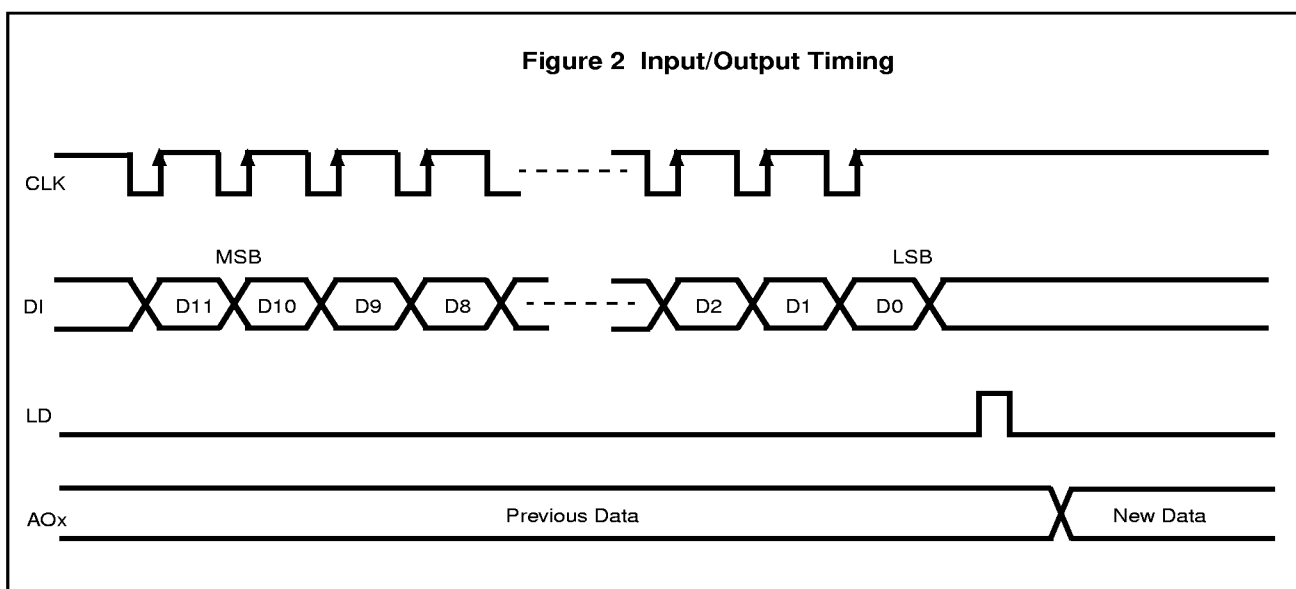 Figure 2 Input/Output Timing
CLK
MSB LSB
DI D11 D10 D9 D8 D2 D1 D0
LD
AOx Previous Data New Data